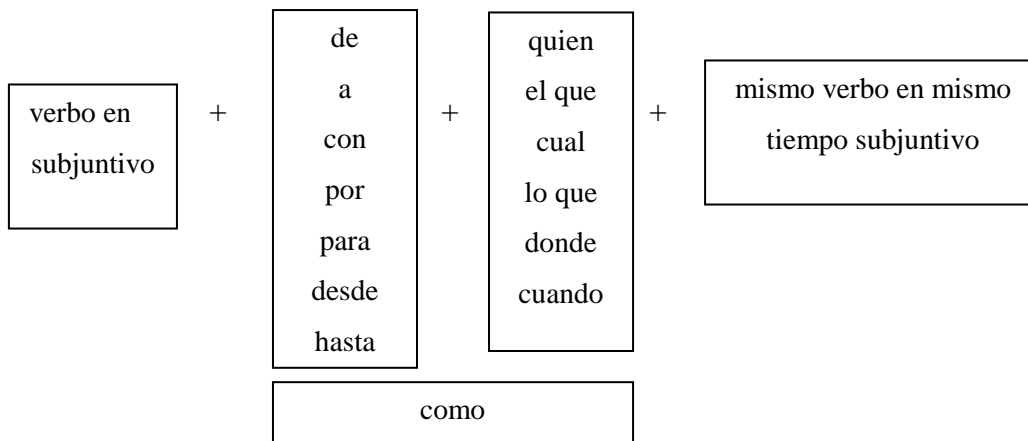 verbo en
subjuntivo
+
de
a
con
por
para
desde
hasta
+
quien
el que
cual
lo que
donde
cuando
+
mismo verbo en mismo
tiempo subjuntivo
como